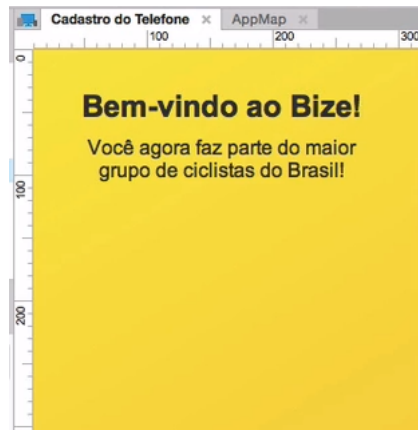 Cadastro do Telefone
AppMap
100
200
300
0
Bem-vindo ao Bize!
Você agora faz parte do maior
grupo de ciclistas do Brasil!
100
200